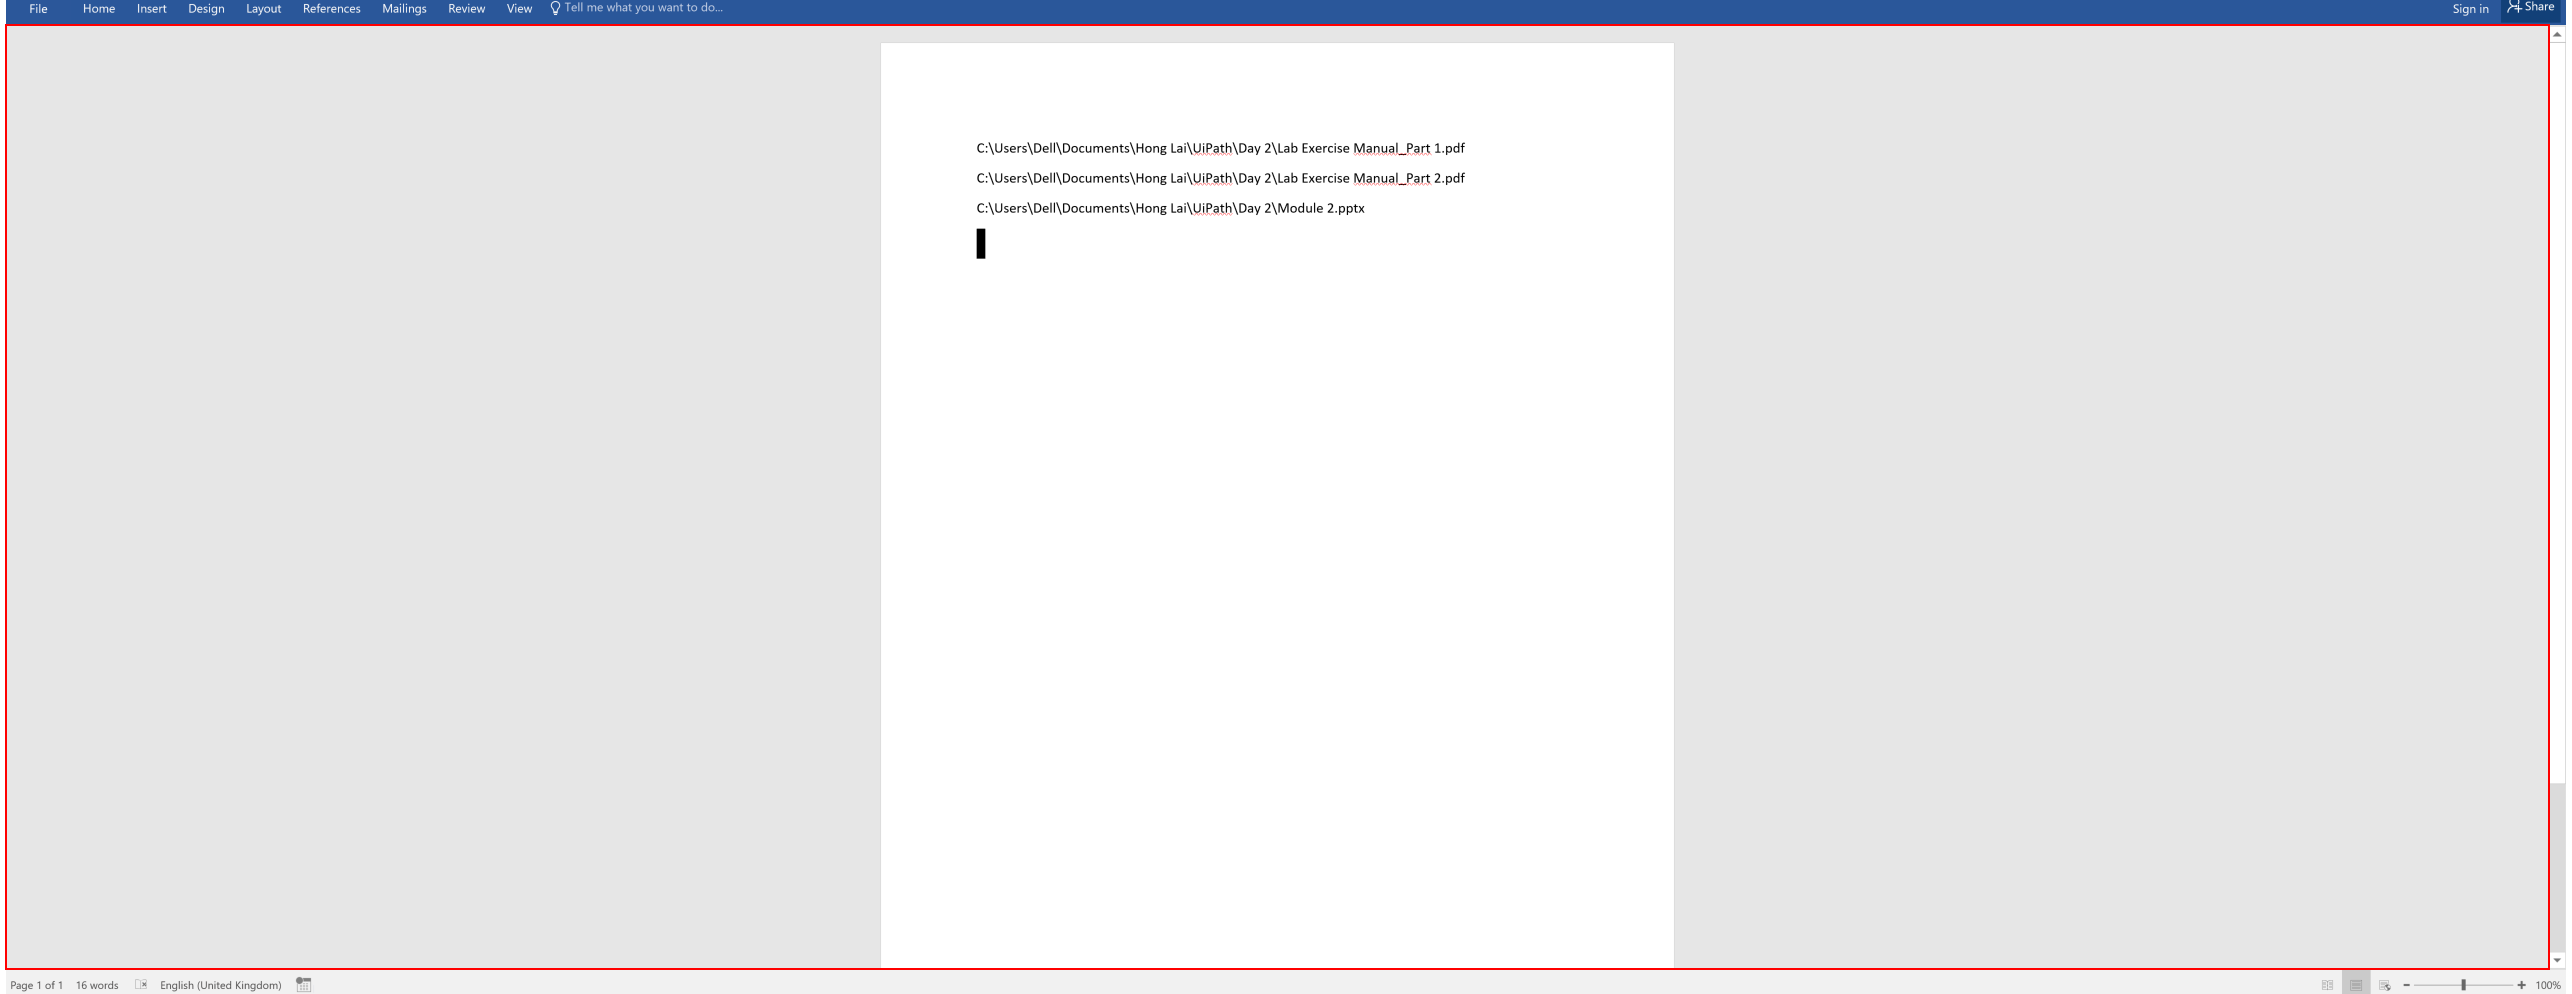 File Home Insert Design Layout References Mailings Review View Tell me what you want to do... Sign in Share
C:\Users\Dell\Documents\Hong Lai\UiPath\Day 2\Lab Exercise Manual_Part 1.pdf
C:\Users\Dell\Documents\Hong Lai\UiPath\Day 2\Lab Exercise Manual_Part 2.pdf
C:\Users\Dell\Documents\Hong Lai\UiPath\Day 2\Module 2.pptx
Page 1 of 1 16 words English (United Kingdom) 100%